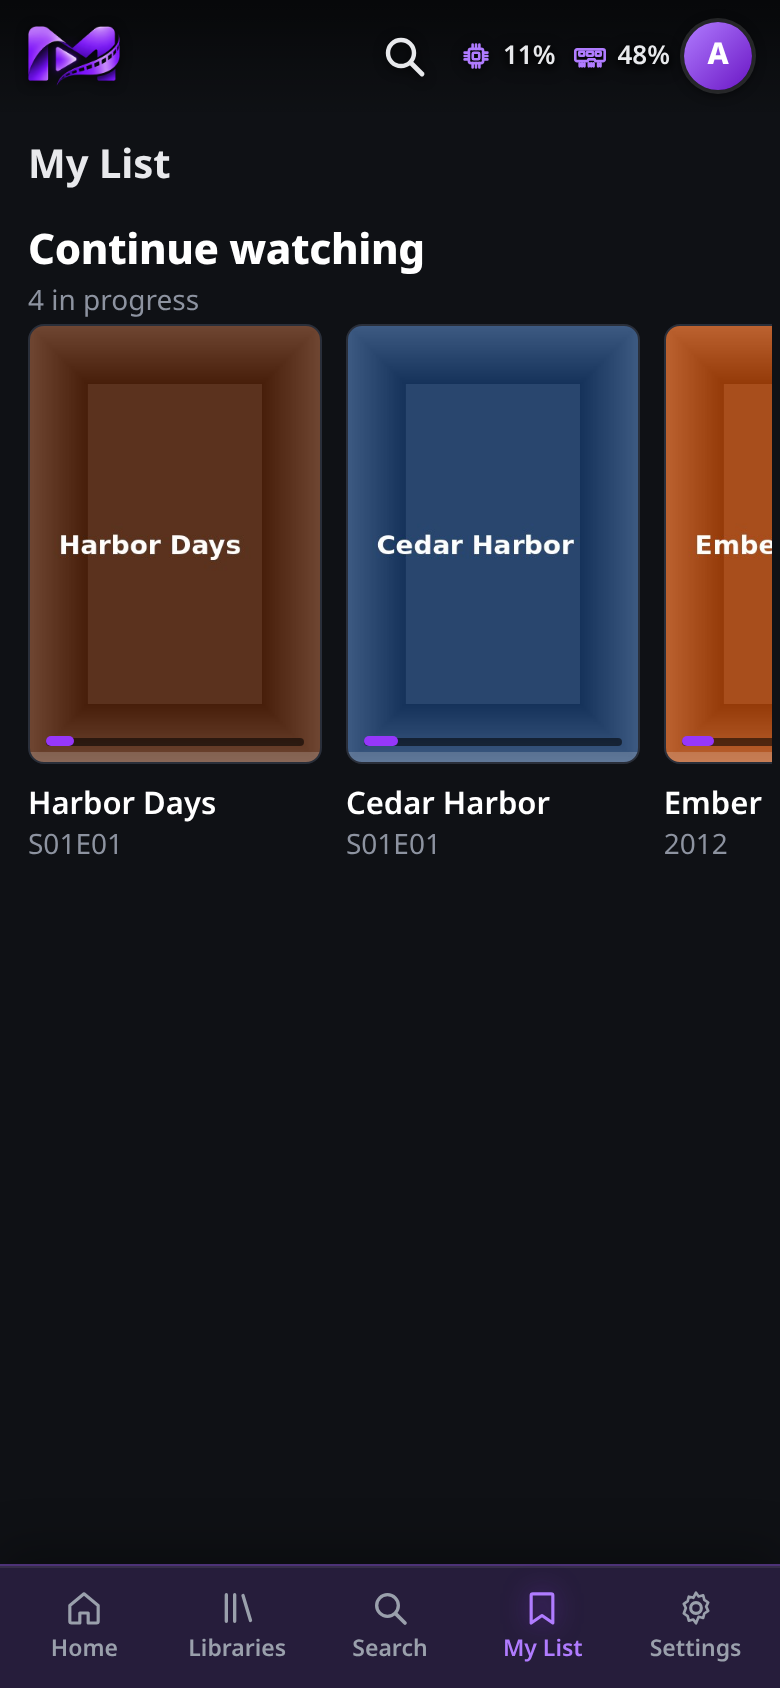 11% 48% A
My List
Continue watching
4 in progress
Harbor Days Cedar Harbor Embe
Harbor Days Cedar Harbor Ember
S01E01 S01E01 2012
Home Libraries Search My List Settings